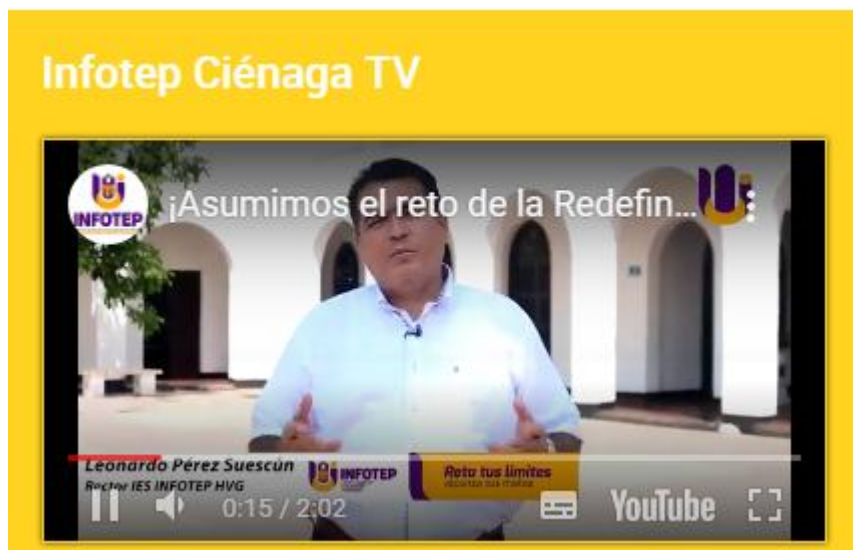 Infotep Ciénaga TV
¡Asumimos el reto de la Redefin...
INFOTEP
Leonardo Pérez Suescún
Rector IES INFOTEP HVG
INFOTEP
Reta tus límites
0:15 / 2:02
YouTube